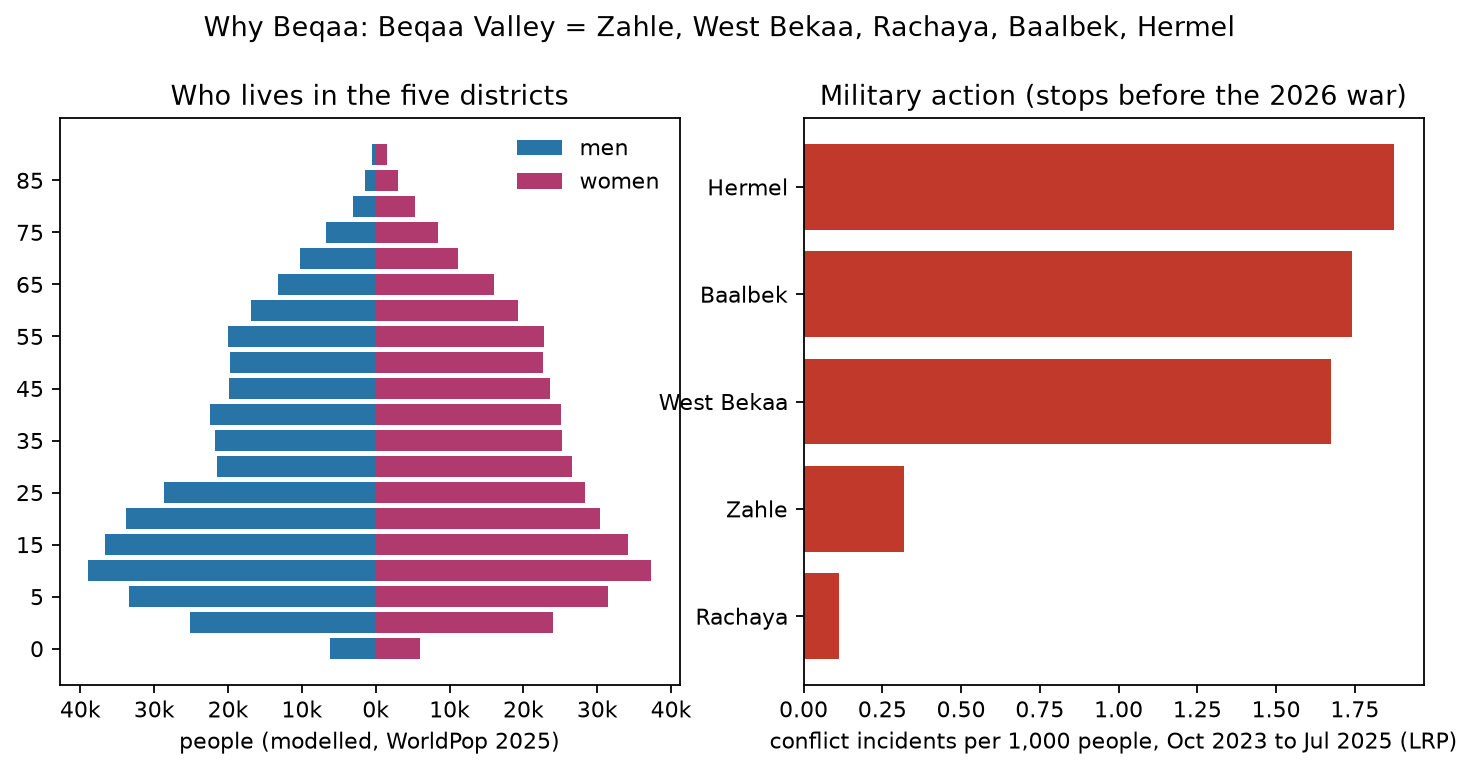 Why Beqaa: Beqaa Valley = Zahle, West Bekaa, Rachaya, Baalbek, Hermel
Who lives in the five districts
men
women
85
75
65
55
45
35
25
15
5
0
40k 30k 20k 10k 0k 10k 20k 30k 40k
people (modelled, WorldPop 2025)
Military action (stops before the 2026 war)
Hermel
Baalbek
West Bekaa
Zahle
Rachaya
0.00 0.25 0.50 0.75 1.00 1.25 1.50 1.75
conflict incidents per 1,000 people, Oct 2023 to Jul 2025 (LRP)